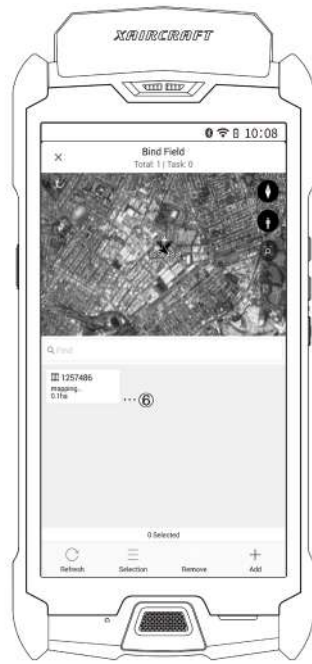 XAIRCRAFT
10:08
Bind Field
Total: 1 | Task: 0
Find
1257486
mapping...
0.1ha
⑥
0 Selected
Refresh Selection Remove Add